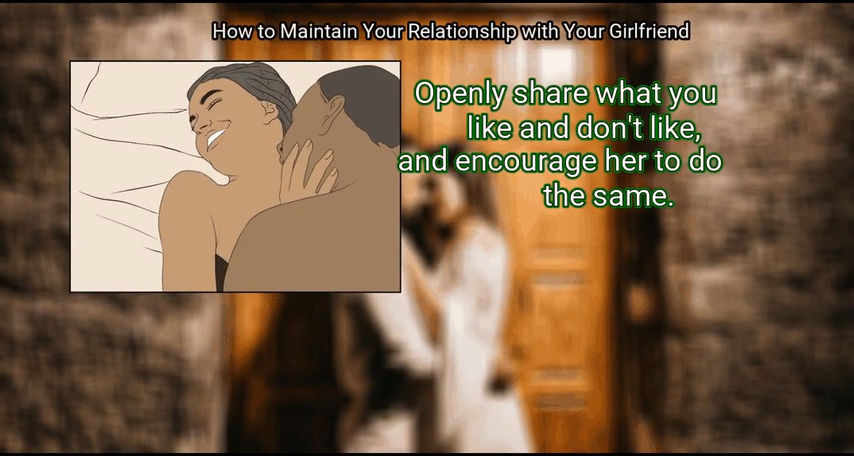 How to Maintain Your Relationship with Your Girlfriend
Openly share what you
like and don't like,
and encourage her to do
the same.